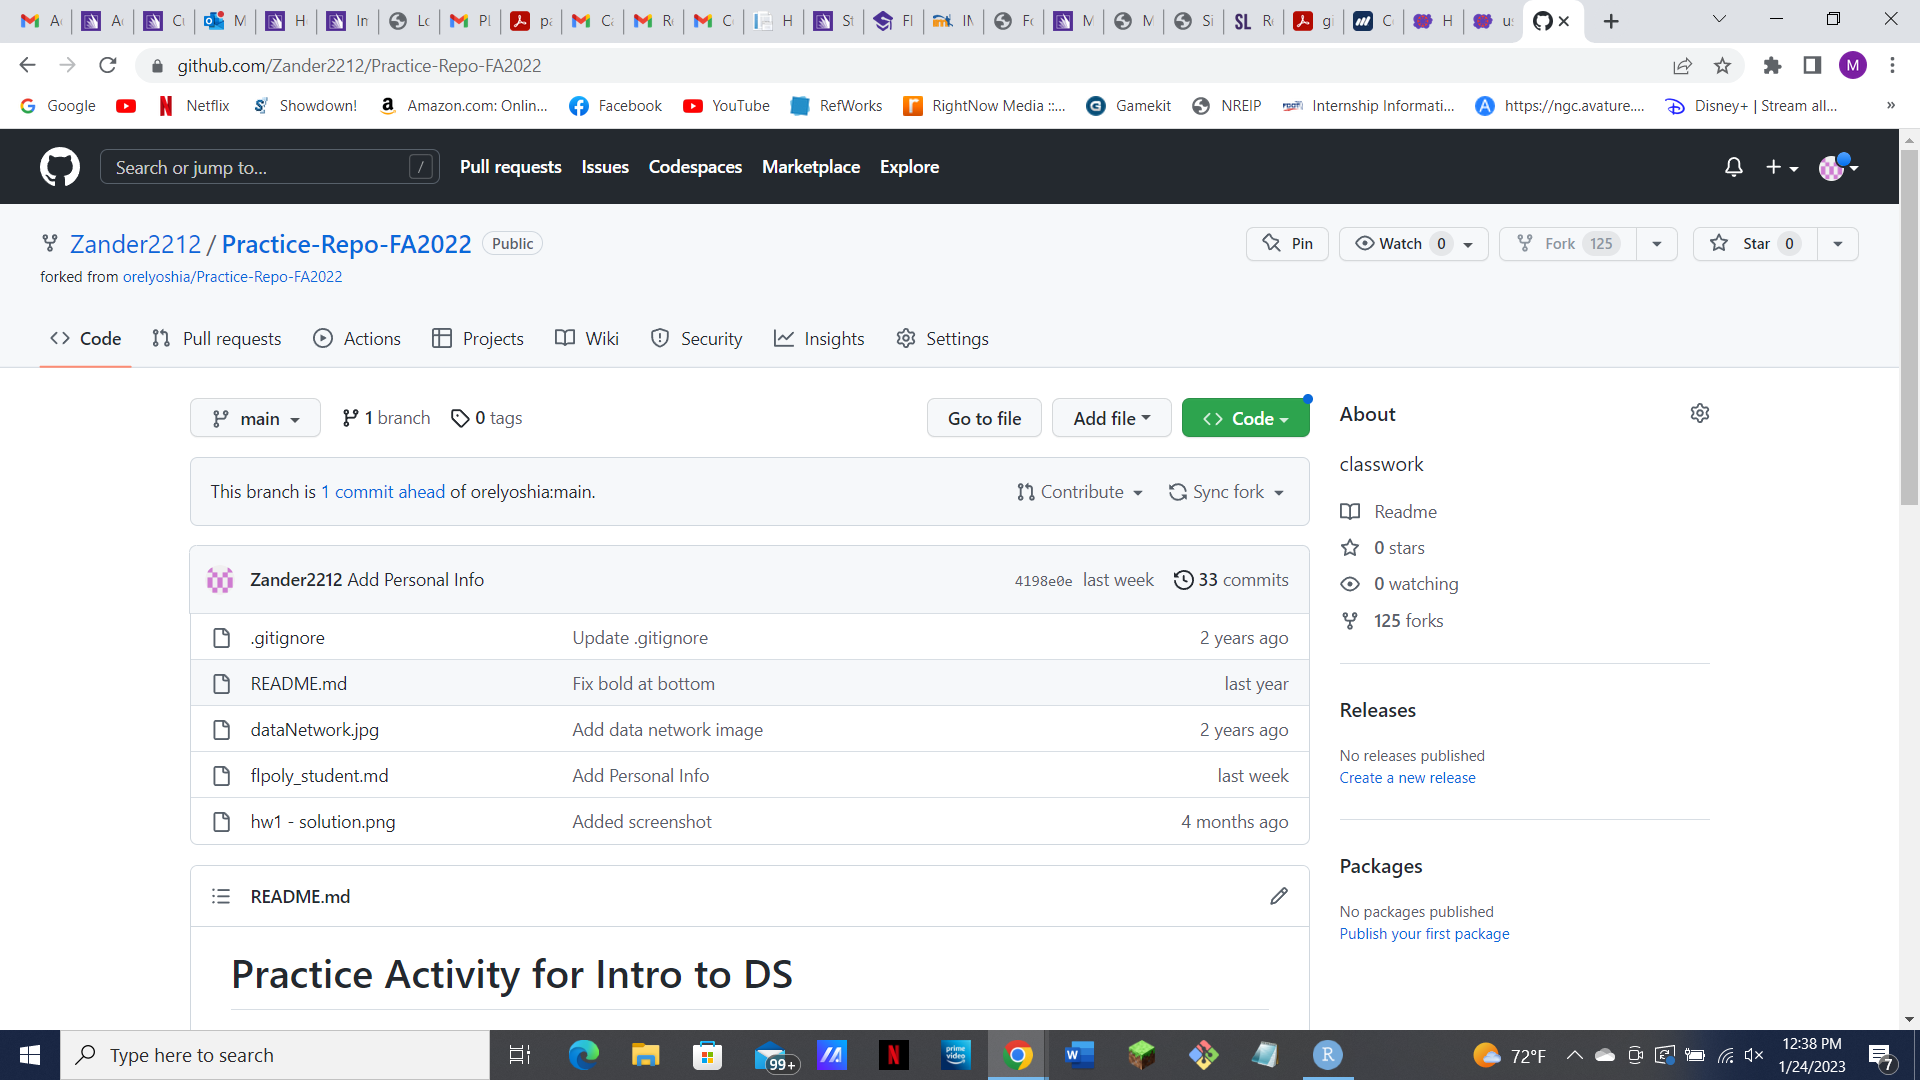 github.com/Zander2212/Practice-Repo-FA2022
M
Google
Netflix
Showdown!
Amazon.com: Onlin...
Facebook
YouTube
RefWorks
RightNow Media ::...
Gamekit
NREIP
Internship Informati...
https://ngc.avature....
Disney+ | Stream all...
»
Search or jump to... /
Pull requests Issues Codespaces Marketplace Explore
Zander2212 / Practice-Repo-FA2022 Public
Pin Watch 0 Fork 125 Star 0
forked from orelyoshia/Practice-Repo-FA2022
Code Pull requests Actions Projects Wiki Security Insights Settings
main 1 branch 0 tags Go to file Add file Code
This branch is 1 commit ahead of orelyoshia:main. Contribute Sync fork
Zander2212 Add Personal Info 4198e0e last week 33 commits
.gitignore Update .gitignore 2 years ago
README.md Fix bold at bottom last year
dataNetwork.jpg Add data network image 2 years ago
flpoly_student.md Add Personal Info last week
hw1 - solution.png Added screenshot 4 months ago
README.md
Practice Activity for Intro to DS
About
classwork
Readme
0 stars
0 watching
125 forks
Releases
No releases published
Create a new release
Packages
No packages published
Publish your first package
Type here to search
99+
prime video
72°F
12:38 PM
1/24/2023
7